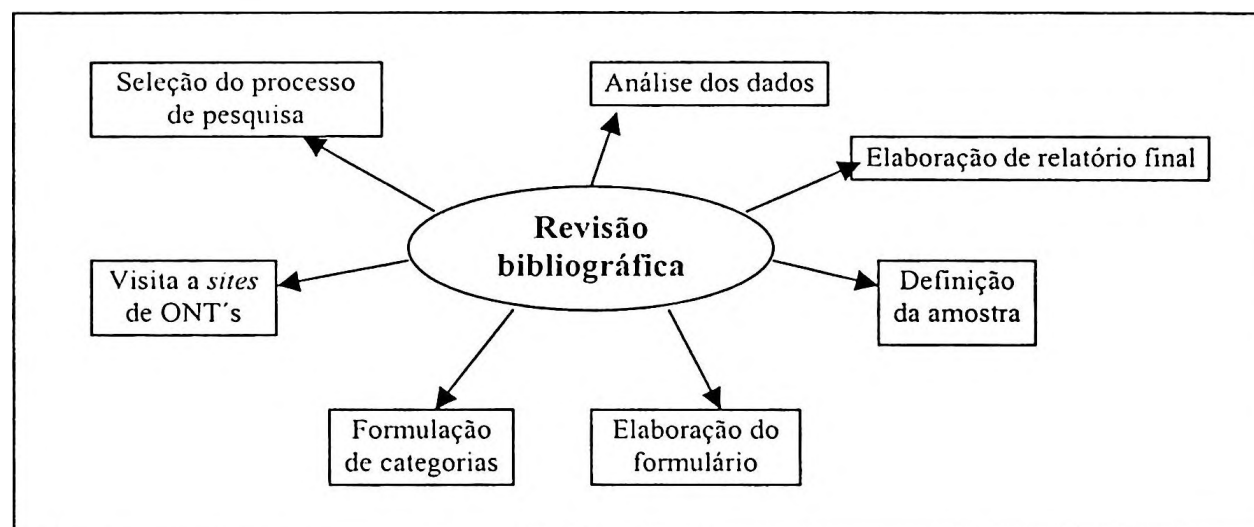 Seleção do processo
de pesquisa
Análise dos dados
Elaboração de relatório final
Revisão
bibliográfica
Visita a sites
de ONT´s
Definição
da amostra
Formulação
de categorias
Elaboração do
formulário